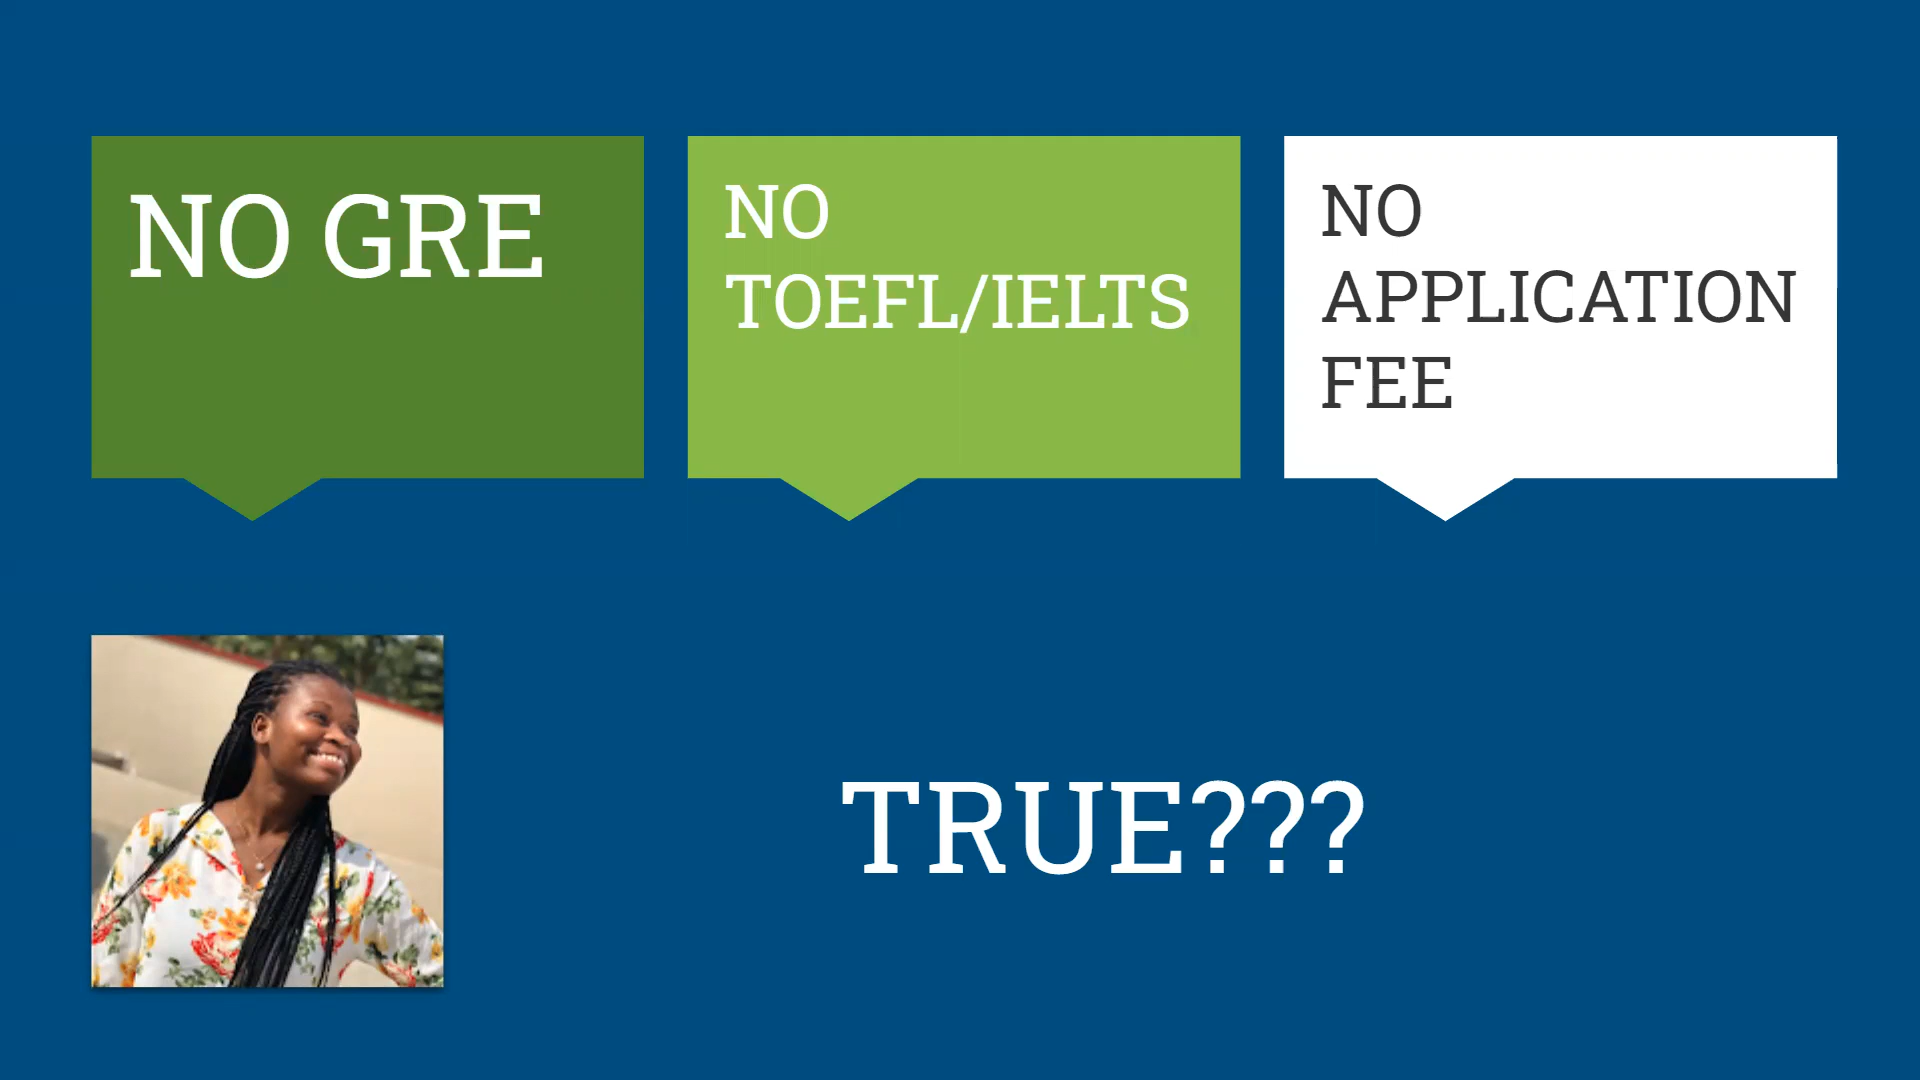 NO GRE
NO
TOEFL/IELTS
NO
APPLICATION
FEE
TRUE???